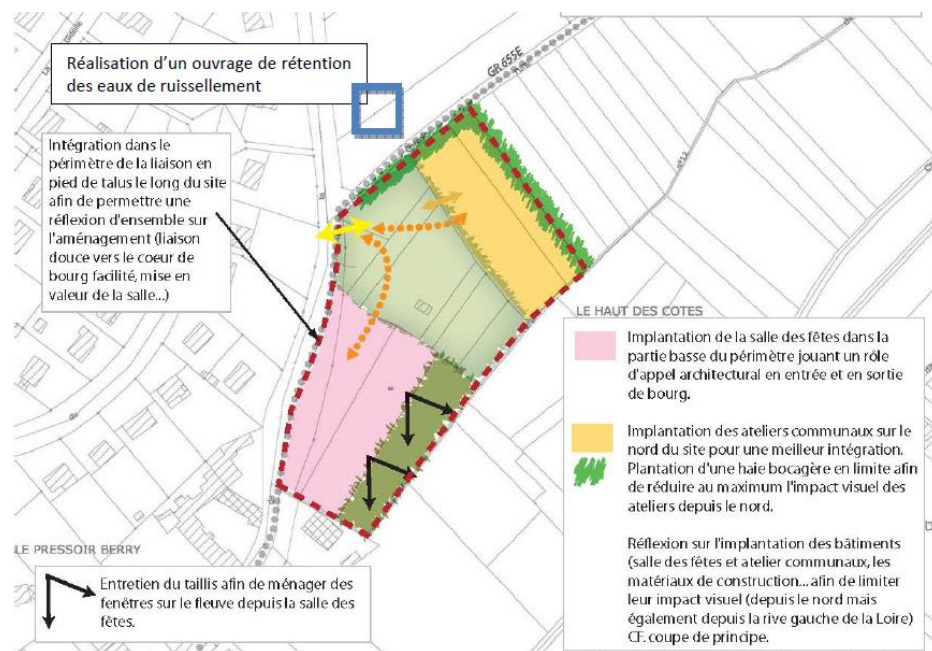 Réalisation d'un ouvrage de rétention
des eaux de ruissellement
GR 655E
Intégration dans le
périmètre de la liaison en
pied de talus le long du site
afin de permettre une
réflexion d'ensemble sur
l'aménagement (liaison
douce vers le coeur de
bourg facilité, mise en
valeur de la salle...)
n°12
LE HAUT DES COTES
Implantation de la salle des fêtes dans la
partie basse du périmètre jouant un rôle
d'appel architectural en entrée et en sortie
de bourg.
Implantation des ateliers communaux sur le
nord du site pour une meilleur intégration.
Plantation d'une haie bocagère en limite afin
de réduire au maximum l'impact visuel des
ateliers depuis le nord.
Réflexion sur l'implantation des bâtiments
(salle des fêtes et atelier communaux, les
matériaux de construction... afin de limiter
leur impact visuel (depuis le nord mais
également depuis la rive gauche de la Loire)
CF. coupe de principe.
LE PRESSOIR BERRY
Entretien du taillis afin de ménager des
fenêtres sur le fleuve depuis la salle des
fêtes.